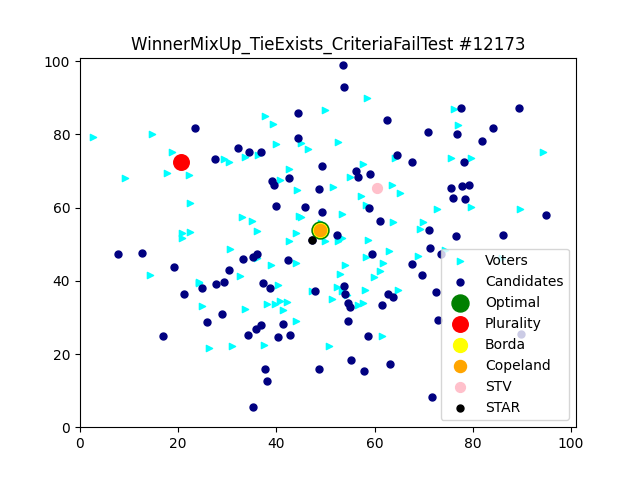 WinnerMixUp_TieExists_CriteriaFailTest #12173
100
80
60
40
20
0
0
20
40
60
80
100
Voters
Candidates
Optimal
Plurality
Borda
Copeland
STV
STAR